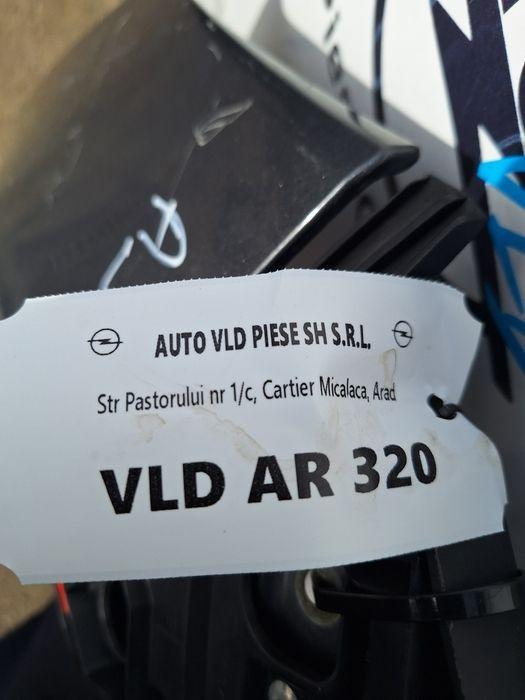 AUTO VLD PIESE SH S.R.L.
Str Pastorului nr 1/c, Cartier Micalaca, Arad
VLD AR 320